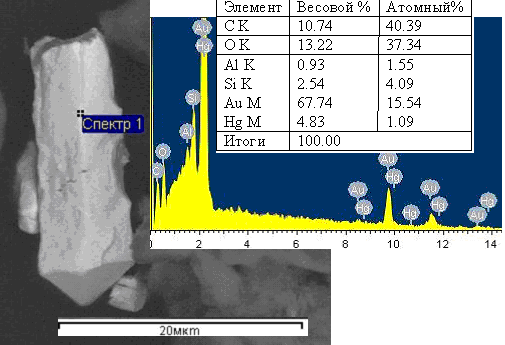 Элемент Весовой % Атомный%
C K 10.74 40.39
O K 13.22 37.34
Al K 0.93 1.55
Si K 2.54 4.09
Au M 67.74 15.54
Hg M 4.83 1.09
Итоги 100.00
Au
Hg
Si
Al
O
C
Au
Hg
Au
Hg
Hg
Au
Hg
Au
Hg
0 2 4 6 8 10 12 14
Спектр 1
20мкm